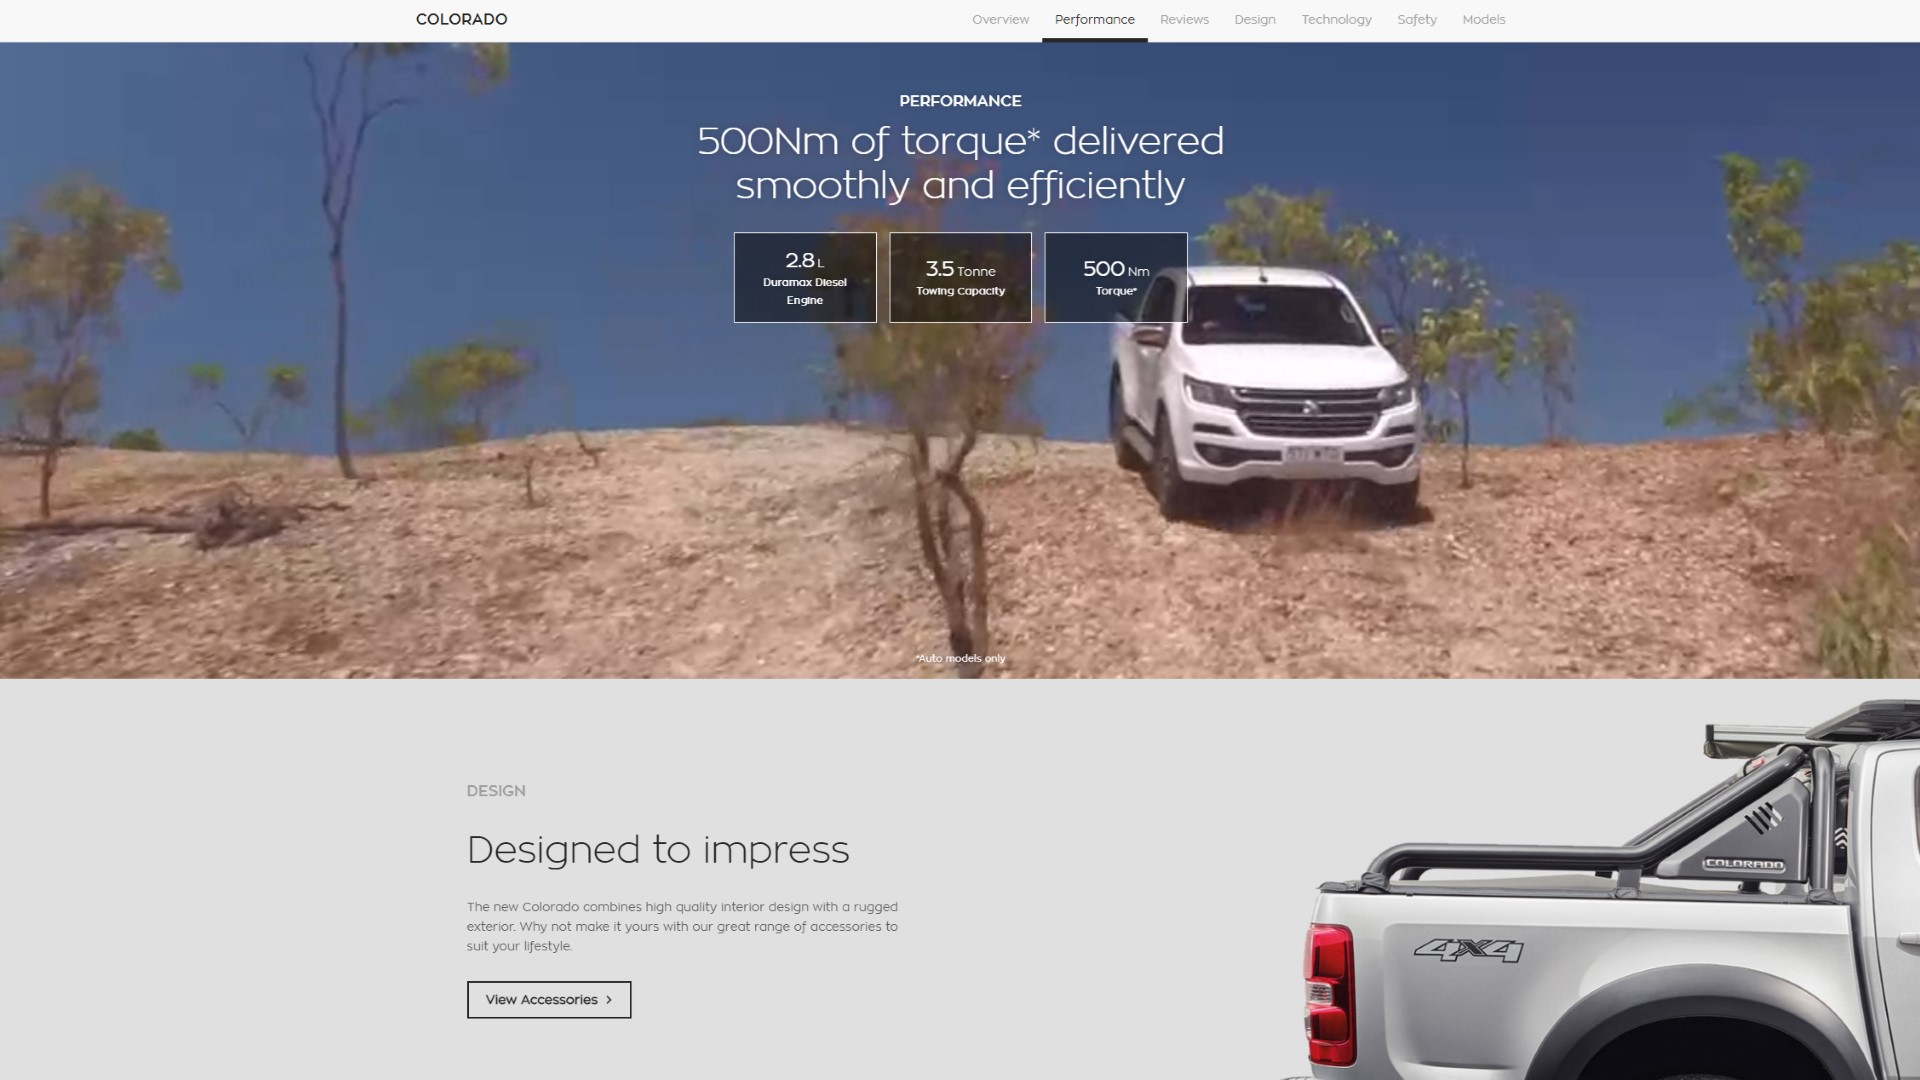 COLORADO
Overview
Performance
Reviews
Design
Technology
Safety
Models
PERFORMANCE
500Nm of torque* delivered
smoothly and efficiently
2.8 L
Duramax Diesel
Engine
3.5 Tonne
Towing Capacity
500 Nm
Torque*
*Auto models only
DESIGN
Designed to impress
The new Colorado combines high quality interior design with a rugged
exterior. Why not make it yours with our great range of accessories to
suit your lifestyle.
View Accessories >
COLORADO
4X4